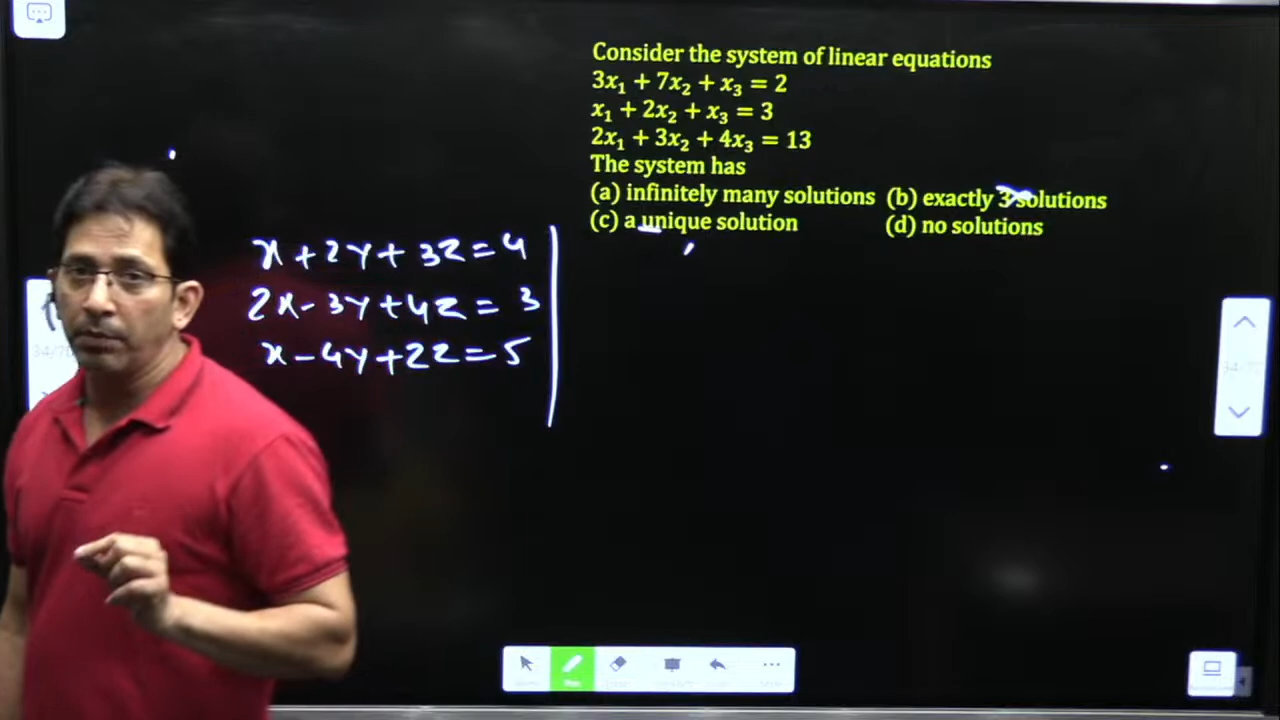 Consider the system of linear equations
3x₁ + 7x₂ + x₃ = 2
x₁ + 2x₂ + x₃ = 3
2x₁ + 3x₂ + 4x₃ = 13
The system has
(a) infinitely many solutions (b) exactly 3 solutions
(c) a unique solution (d) no solutions
x + 2y + 3z = 4
2x - 3y + 4z = 3
x - 4y + 2z = 5